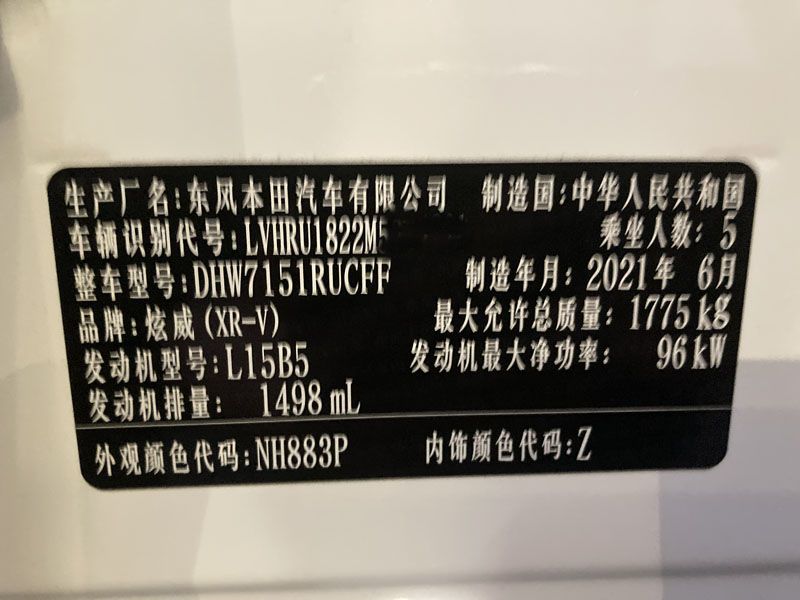 生产厂名:东风本田汽车有限公司 制造国:中华人民共和国
车辆识别代号:LVHRU1822M5 乘坐人数:5
整车型号:DHW7151RUCFF 制造年月:2021年 6月
品牌:炫威(XR-V) 最大允许总质量:1775kg
发动机型号:L15B5 发动机最大净功率: 96kW
发动机排量: 1498mL
外观颜色代码:NH883P 内饰颜色代码:Z